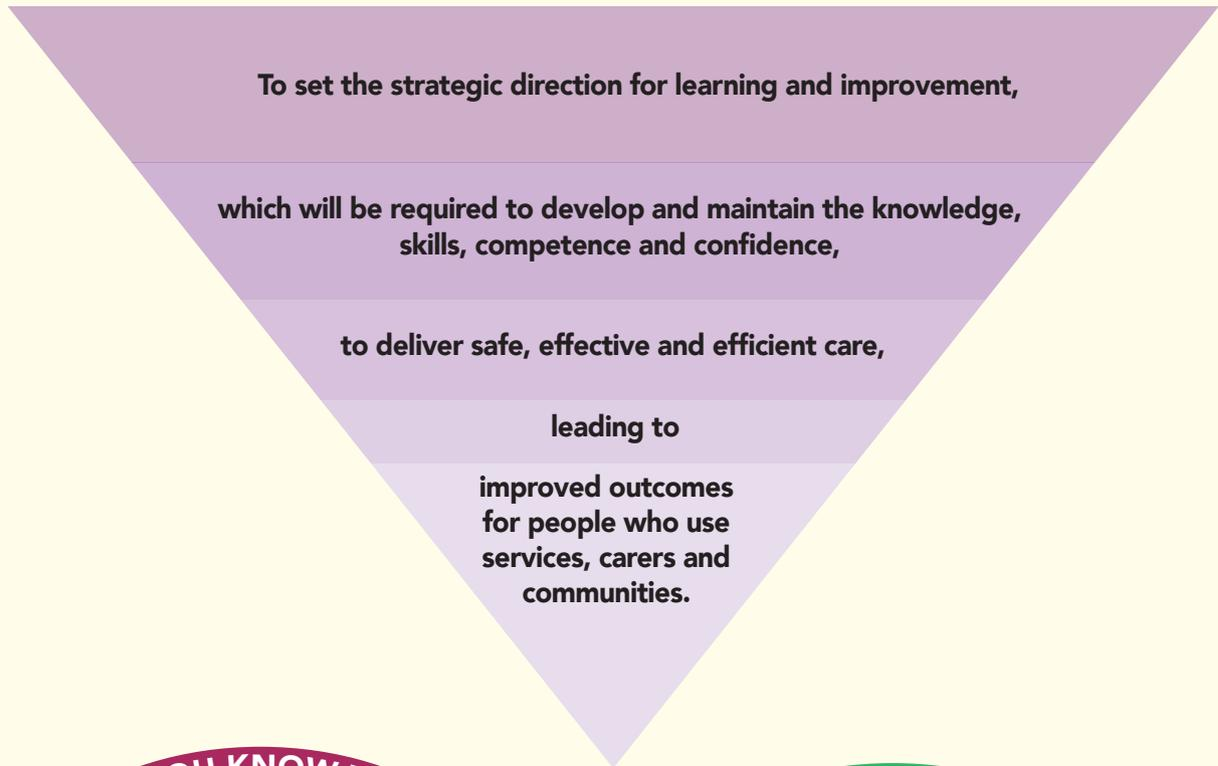 To set the strategic direction for learning and improvement,
which will be required to develop and maintain the knowledge,
skills, competence and confidence,
to deliver safe, effective and efficient care,
leading to
improved outcomes
for people who use
services, carers and
communities.
KNOW